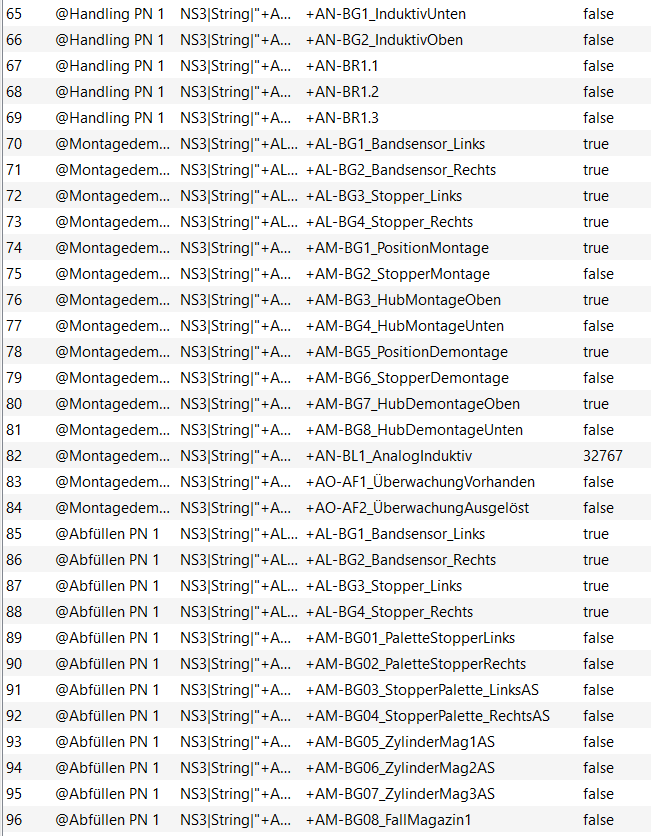 65 @Handling PN 1 NS3|String|"+A... +AN-BG1_InduktivUnten false
66 @Handling PN 1 NS3|String|"+A... +AN-BG2_InduktivOben false
67 @Handling PN 1 NS3|String|"+A... +AN-BR1.1 false
68 @Handling PN 1 NS3|String|"+A... +AN-BR1.2 false
69 @Handling PN 1 NS3|String|"+A... +AN-BR1.3 false
70 @Montagedem... NS3|String|"+AL... +AL-BG1_Bandsensor_Links true
71 @Montagedem... NS3|String|"+AL... +AL-BG2_Bandsensor_Rechts true
72 @Montagedem... NS3|String|"+AL... +AL-BG3_Stopper_Links true
73 @Montagedem... NS3|String|"+AL... +AL-BG4_Stopper_Rechts true
74 @Montagedem... NS3|String|"+A... +AM-BG1_PositionMontage true
75 @Montagedem... NS3|String|"+A... +AM-BG2_StopperMontage false
76 @Montagedem... NS3|String|"+A... +AM-BG3_HubMontageOben true
77 @Montagedem... NS3|String|"+A... +AM-BG4_HubMontageUnten false
78 @Montagedem... NS3|String|"+A... +AM-BG5_PositionDemontage true
79 @Montagedem... NS3|String|"+A... +AM-BG6_StopperDemontage false
80 @Montagedem... NS3|String|"+A... +AM-BG7_HubDemontageOben true
81 @Montagedem... NS3|String|"+A... +AM-BG8_HubDemontageUnten false
82 @Montagedem... NS3|String|"+A... +AN-BL1_AnalogInduktiv 32767
83 @Montagedem... NS3|String|"+A... +AO-AF1_ÜberwachungVorhanden false
84 @Montagedem... NS3|String|"+A... +AO-AF2_ÜberwachungAusgelöst false
85 @Abfüllen PN 1 NS3|String|"+AL... +AL-BG1_Bandsensor_Links true
86 @Abfüllen PN 1 NS3|String|"+AL... +AL-BG2_Bandsensor_Rechts true
87 @Abfüllen PN 1 NS3|String|"+AL... +AL-BG3_Stopper_Links true
88 @Abfüllen PN 1 NS3|String|"+AL... +AL-BG4_Stopper_Rechts true
89 @Abfüllen PN 1 NS3|String|"+A... +AM-BG01_PaletteStopperLinks false
90 @Abfüllen PN 1 NS3|String|"+A... +AM-BG02_PaletteStopperRechts false
91 @Abfüllen PN 1 NS3|String|"+A... +AM-BG03_StopperPalette_LinksAS false
92 @Abfüllen PN 1 NS3|String|"+A... +AM-BG04_StopperPalette_RechtsAS false
93 @Abfüllen PN 1 NS3|String|"+A... +AM-BG05_ZylinderMag1AS false
94 @Abfüllen PN 1 NS3|String|"+A... +AM-BG06_ZylinderMag2AS false
95 @Abfüllen PN 1 NS3|String|"+A... +AM-BG07_ZylinderMag3AS false
96 @Abfüllen PN 1 NS3|String|"+A... +AM-BG08_FallMagazin1 false